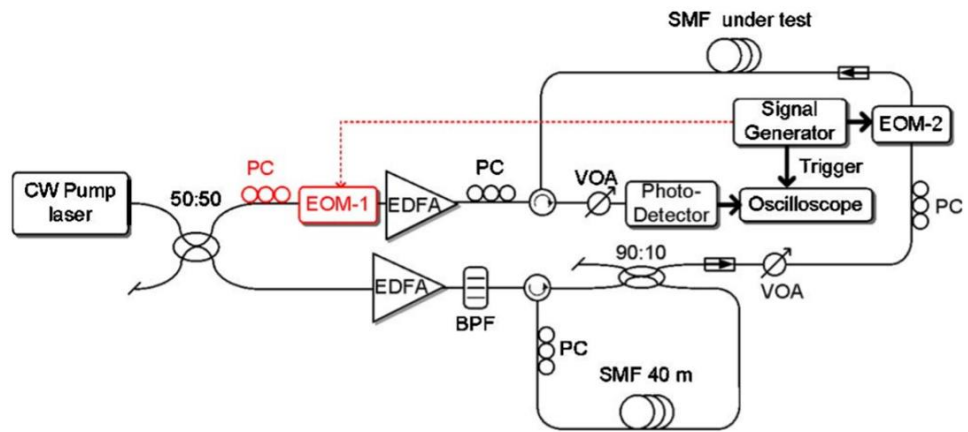 SMF under test
Signal
Generator
EOM-2
PC
PC
VOA
Trigger
CW Pump
laser
50:50
EOM-1
EDFA
Photo-
Detector
Oscilloscope
PC
90:10
EDFA
BPF
VOA
PC
SMF 40 m